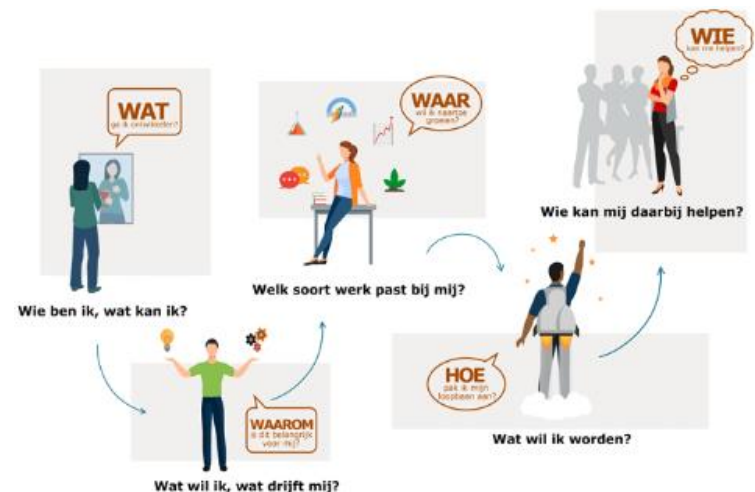 WAT
ga ik ontwikkelen?
Wie ben ik, wat kan ik?
WAAROM
is dit belangrijk
voor mij?
Wat wil ik, wat drijft mij?
WAAR
wil ik naartoe
groeien?
Welk soort werk past bij mij?
HOE
pak ik mijn
loopbaan aan?
Wat wil ik worden?
WIE
kan me helpen?
Wie kan mij daarbij helpen?